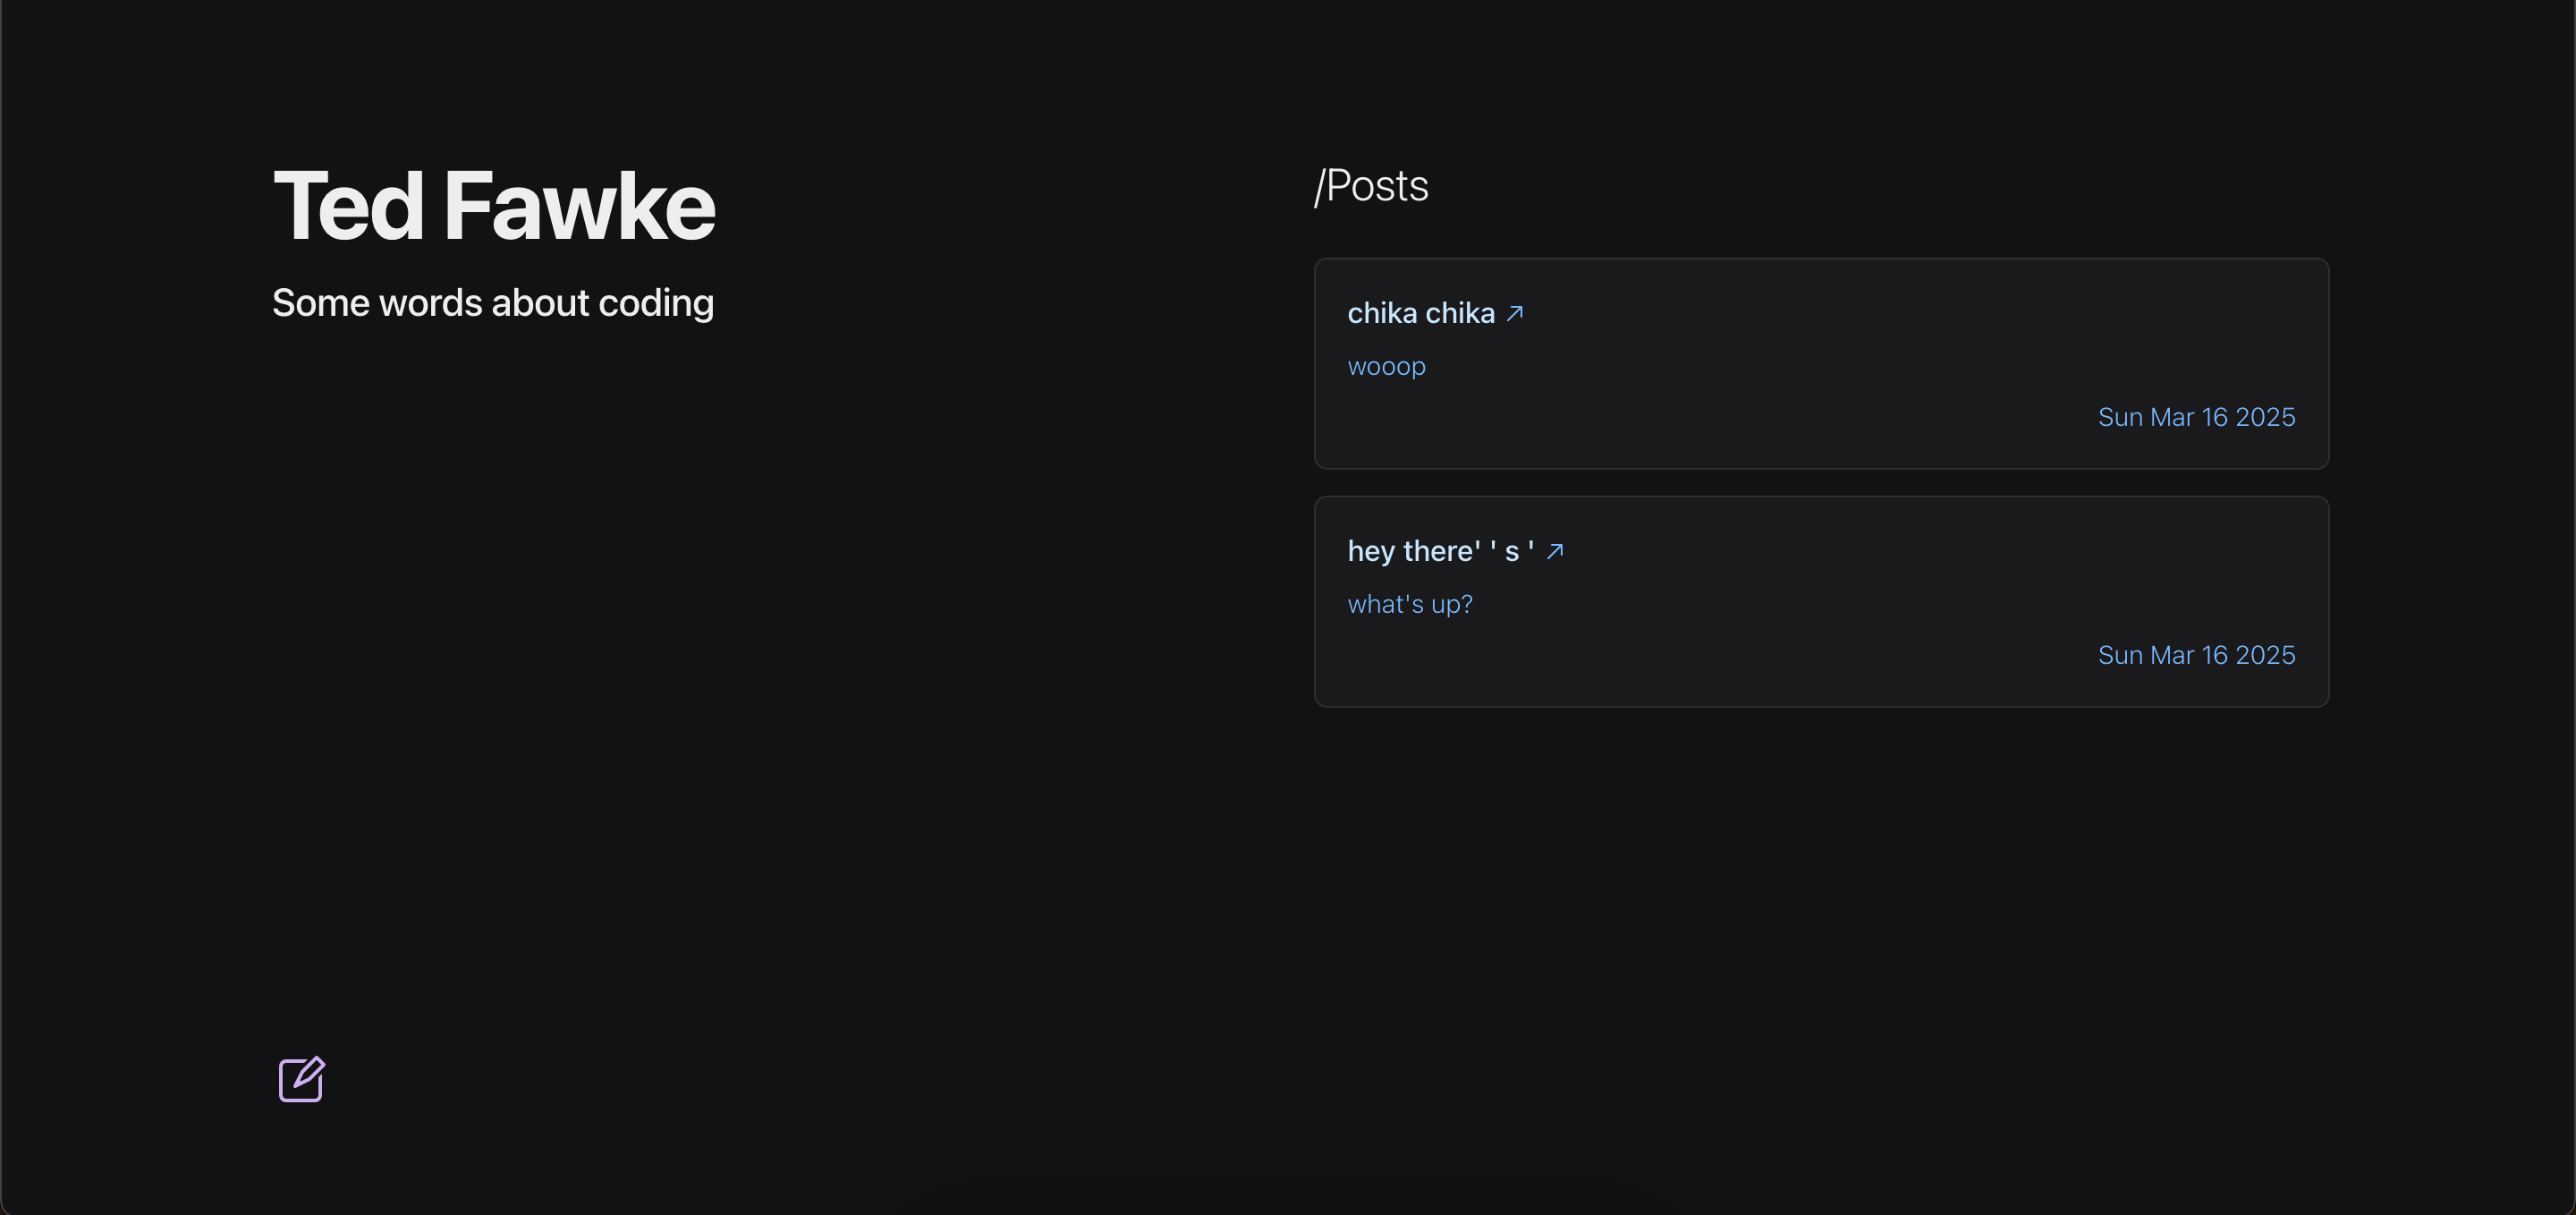 Ted Fawke
Some words about coding
/Posts
chika chika
wooop
Sun Mar 16 2025
hey there' ' s '
what's up?
Sun Mar 16 2025